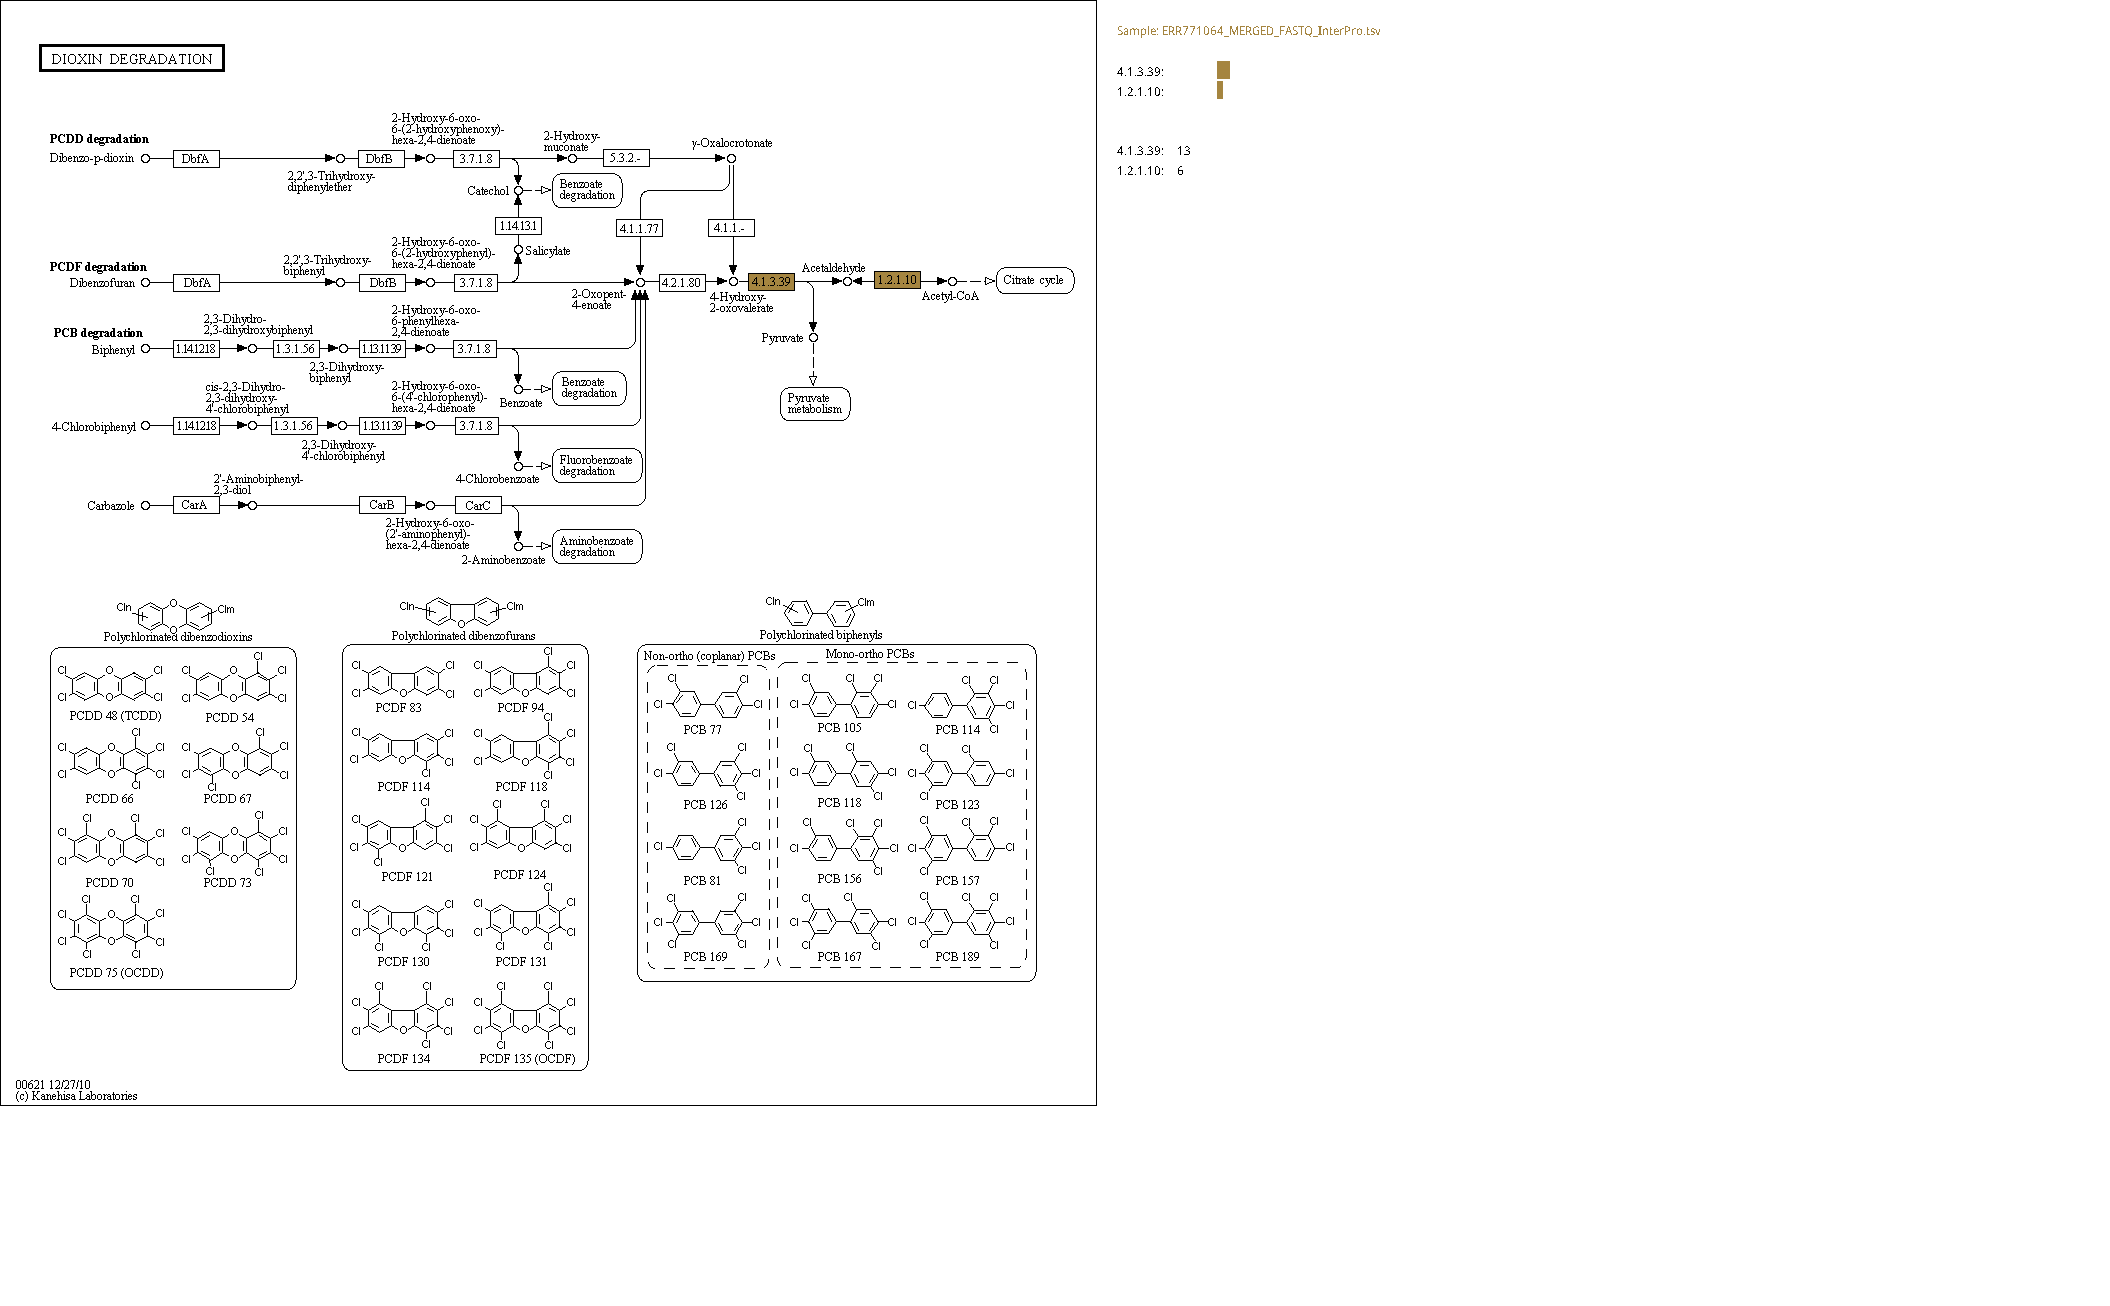 DIOXIN DEGRADATION
Sample: ERR771064_MERGED_FASTQ_InterPro.tsv
4.1.3.39:
1.2.1.10:
4.1.3.39: 13
1.2.1.10: 6
PCDD degradation
Dibenzo-p-dioxin
DbfA
2,2',3-Trihydroxy-
diphenylether
DbfB
2-Hydroxy-6-oxo-
6-(2-hydroxyphenoxy)-
hexa-2,4-dienoate
3.7.1.8
2-Hydroxy-
muconate
5.3.2.-
γ-Oxalocrotonate
Catechol
Benzoate
degradation
1.14.13.1
Salicylate
4.1.1.77
4.1.1.-
PCDF degradation
Dibenzofuran
DbfA
2,2',3-Trihydroxy-
biphenyl
DbfB
2-Hydroxy-6-oxo-
6-(2-hydroxyphenyl)-
hexa-2,4-dienoate
3.7.1.8
2-Oxopent-
4-enoate
4.2.1.80
4-Hydroxy-
2-oxovalerate
4.1.3.39
Acetaldehyde
1.2.1.10
Acetyl-CoA
Citrate cycle
Pyruvate
Pyruvate
metabolism
PCB degradation
Biphenyl
1.14.12.18
2,3-Dihydro-
2,3-dihydroxybiphenyl
1.3.1.56
2,3-Dihydroxy-
biphenyl
1.13.11.39
2-Hydroxy-6-oxo-
6-phenylhexa-
2,4-dienoate
3.7.1.8
Benzoate
Benzoate
degradation
4-Chlorobiphenyl
1.14.12.18
cis-2,3-Dihydro-
2,3-dihydroxy-
4'-chlorobiphenyl
1.3.1.56
2,3-Dihydroxy-
4'-chlorobiphenyl
1.13.11.39
2-Hydroxy-6-oxo-
6-(4'-chlorophenyl)-
hexa-2,4-dienoate
3.7.1.8
4-Chlorobenzoate
Fluorobenzoate
degradation
Carbazole
CarA
2'-Aminobiphenyl-
2,3-diol
CarB
2-Hydroxy-6-oxo-
(2'-aminophenyl)-
hexa-2,4-dienoate
CarC
2-Aminobenzoate
Aminobenzoate
degradation
Cln O O Clm
Polychlorinated dibenzodioxins
PCDD 48 (TCDD) PCDD 54
PCDD 66 PCDD 67
PCDD 70 PCDD 73
PCDD 75 (OCDD)
Cln O Clm
Polychlorinated dibenzofurans
PCDF 83 PCDF 94
PCDF 114 PCDF 118
PCDF 121 PCDF 124
PCDF 130 PCDF 131
PCDF 134 PCDF 135 (OCDF)
Cln Clm
Polychlorinated biphenyls
Non-ortho (coplanar) PCBs Mono-ortho PCBs
PCB 77 PCB 105 PCB 114
PCB 126 PCB 118 PCB 123
PCB 81 PCB 156 PCB 157
PCB 169 PCB 167 PCB 189
00621 12/27/10
(c) Kanehisa Laboratories